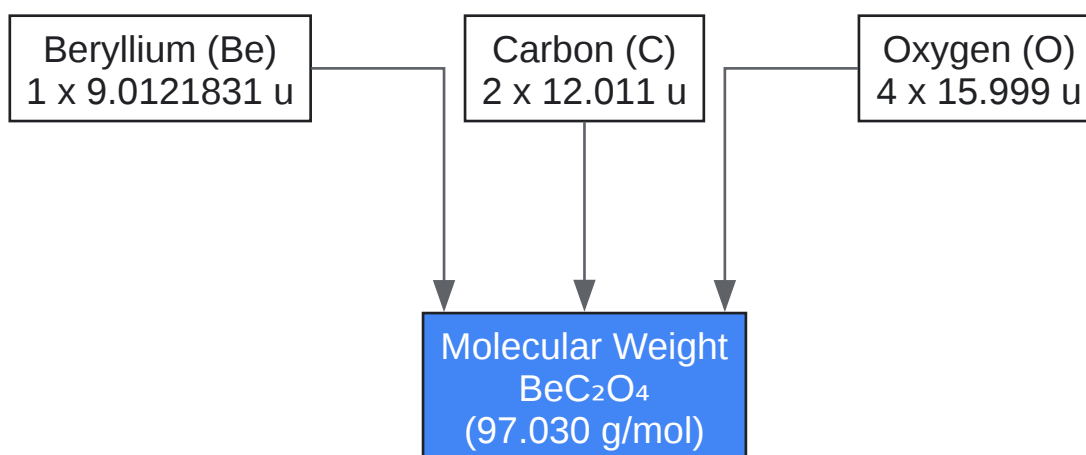 Beryllium (Be)
1 x 9.0121831 u
Carbon (C)
2 x 12.011 u
Oxygen (O)
4 x 15.999 u
Molecular Weight
BeC₂O₄
(97.030 g/mol)